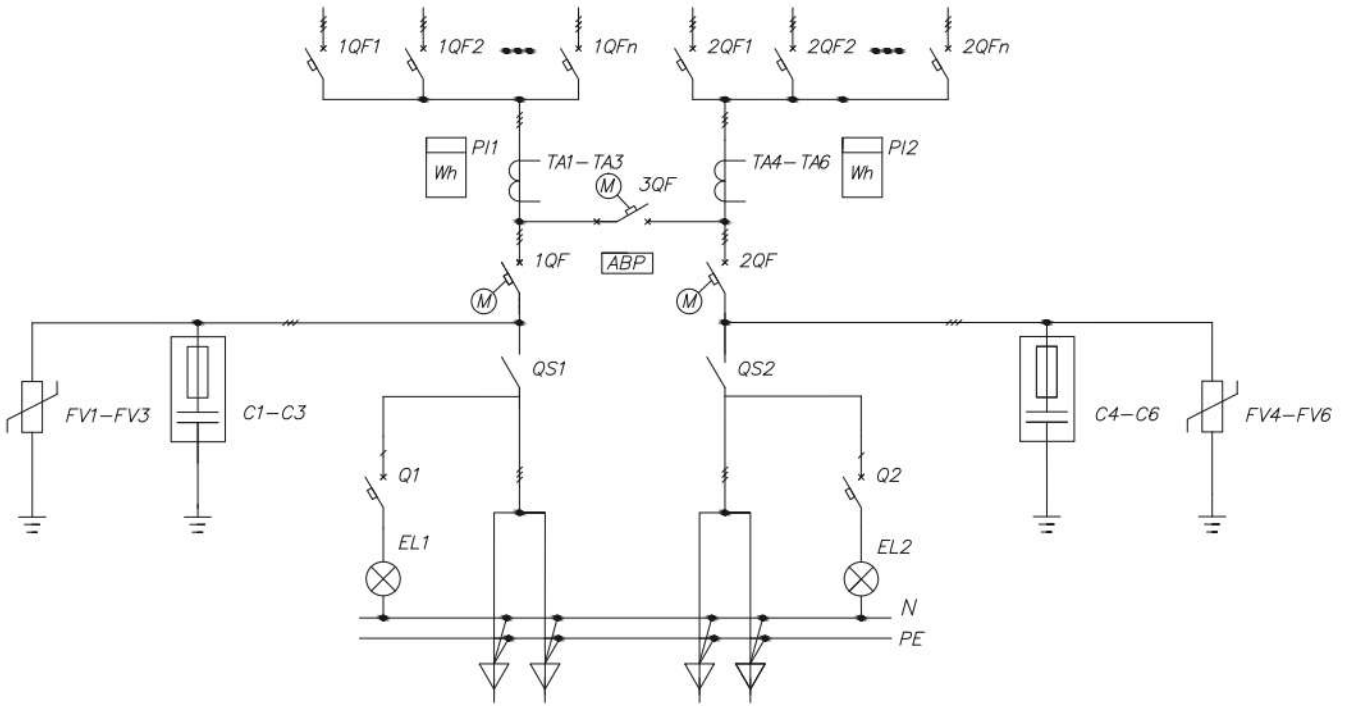 1QF1 1QF2 1QFn 2QF1 2QF2 2QFn
PI1 TA1-TA3 TA4-TA6 PI2
Wh M 3QF Wh
1QF АВР 2QF
M M
QS1 QS2
FV1-FV3 C1-C3 C4-C6 FV4-FV6
Q1 Q2
EL1 EL2
N
PE